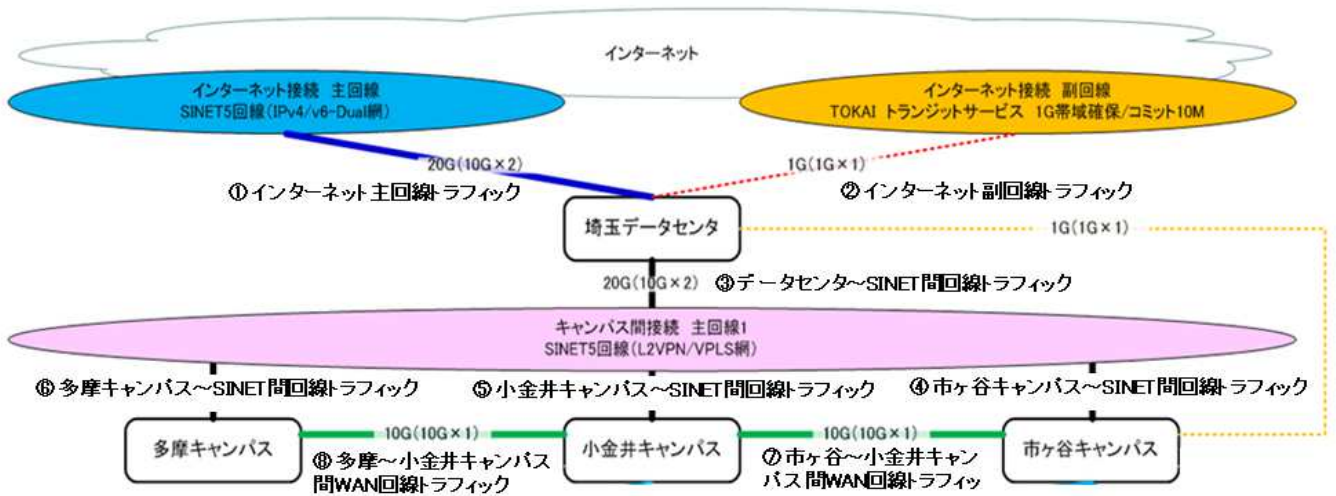 インターネット
インターネット接続 主回線
SINET5回線(IPv4/v6-Dual網)
インターネット接続 副回線
TOKAI トランジットサービス 1G帯域確保/コミット10M
20G(10G×2)
1G(1G×1)
①インターネット主回線トラフィック
②インターネット副回線トラフィック
埼玉データセンタ
1G(1G×1)
20G(10G×2)
③データセンタ～SINET間回線トラフィック
キャンパス間接続 主回線1
SINET5回線(L2VPN/VPLS網)
⑥多摩キャンパス～SINET間回線トラフィック
⑤小金井キャンパス～SINET間回線トラフィック
④市ヶ谷キャンパス～SINET間回線トラフィック
多摩キャンパス
10G(10G×1)
小金井キャンパス
10G(10G×1)
市ヶ谷キャンパス
⑧多摩～小金井キャンパス
間WAN回線トラフィック
⑦市ヶ谷～小金井キャン
パス間WAN回線トラフィッ